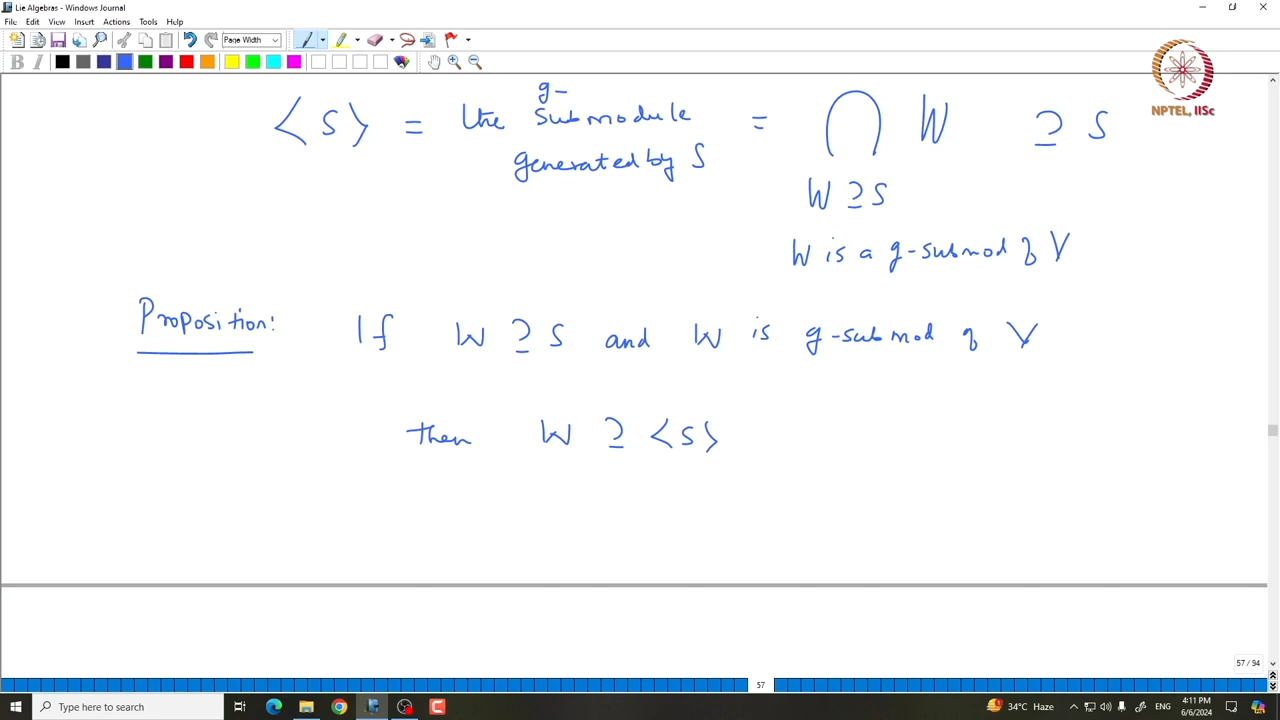 Lie Algebras - Windows Journal
File Edit View Insert Actions Tools Help
Page Width
NPTEL, IISc
⟨S⟩ = the g-submodule generated by S = ⋂ W ⊇ S
W ⊇ S
W is a g-submod of V
Proposition: If W ⊇ S and W is g-submod of V
then W ⊇ ⟨S⟩
57 / 94
57
Type here to search
34°C Haze
ENG
4:11 PM
6/6/2024